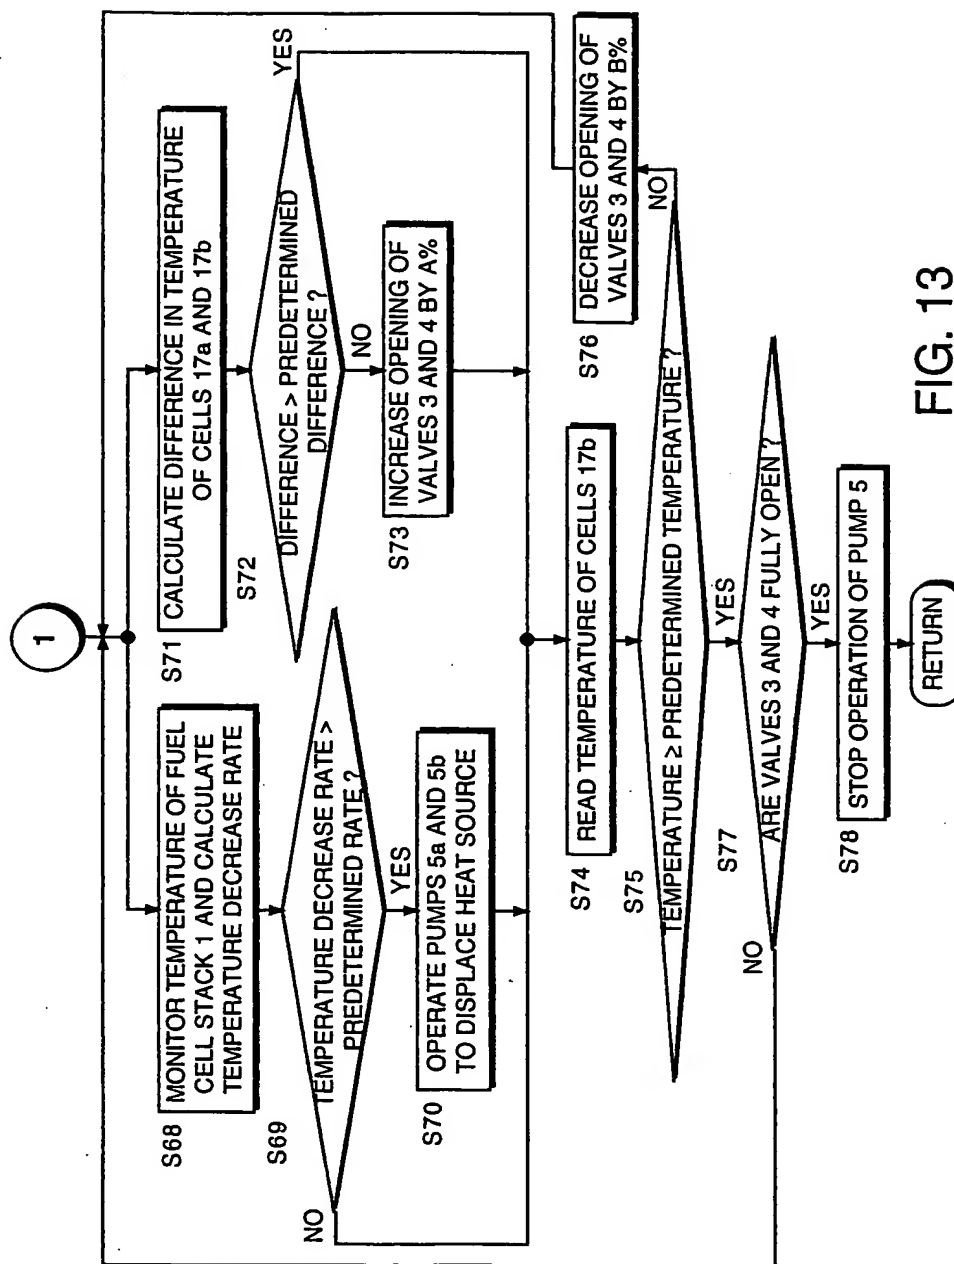 1
S68
MONITOR TEMPERATURE OF FUEL
CELL STACK 1 AND CALCULATE
TEMPERATURE DECREASE RATE
S69
TEMPERATURE DECREASE RATE >
PREDETERMINED RATE ?
NO
YES
S70
OPERATE PUMPS 5a AND 5b
TO DISPLACE HEAT SOURCE
S71
CALCULATE DIFFERENCE IN TEMPERATURE
OF CELLS 17a AND 17b
S72
DIFFERENCE > PREDETERMINED
DIFFERENCE ?
YES
NO
S73
INCREASE OPENING OF
VALVES 3 AND 4 BY A%
S74
READ TEMPERATURE OF CELLS 17b
S75
TEMPERATURE ≥ PREDETERMINED TEMPERATURE ?
NO
YES
S76
DECREASE OPENING OF
VALVES 3 AND 4 BY B%
S77
ARE VALVES 3 AND 4 FULLY OPEN ?
NO
YES
S78
STOP OPERATION OF PUMP 5
RETURN
FIG. 13